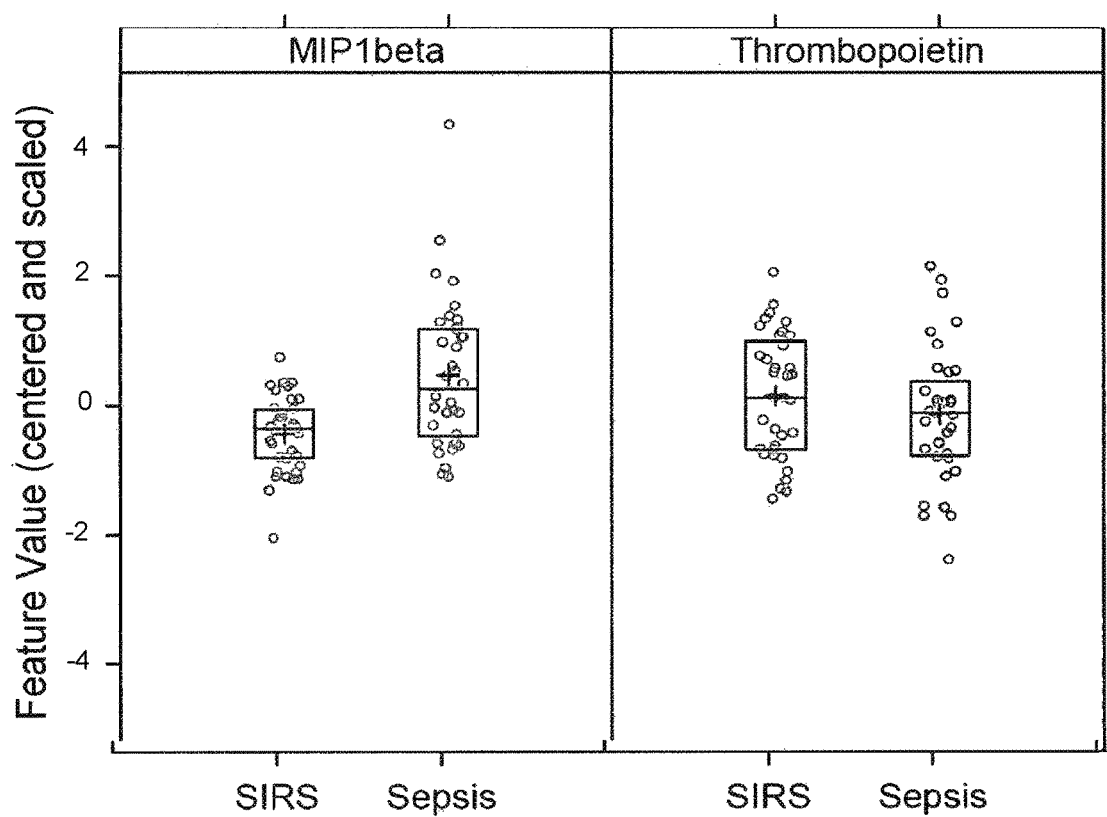 MIP1beta
Thrombopoietin
Feature Value (centered and scaled)
4
2
0
-2
-4
SIRS
Sepsis
SIRS
Sepsis